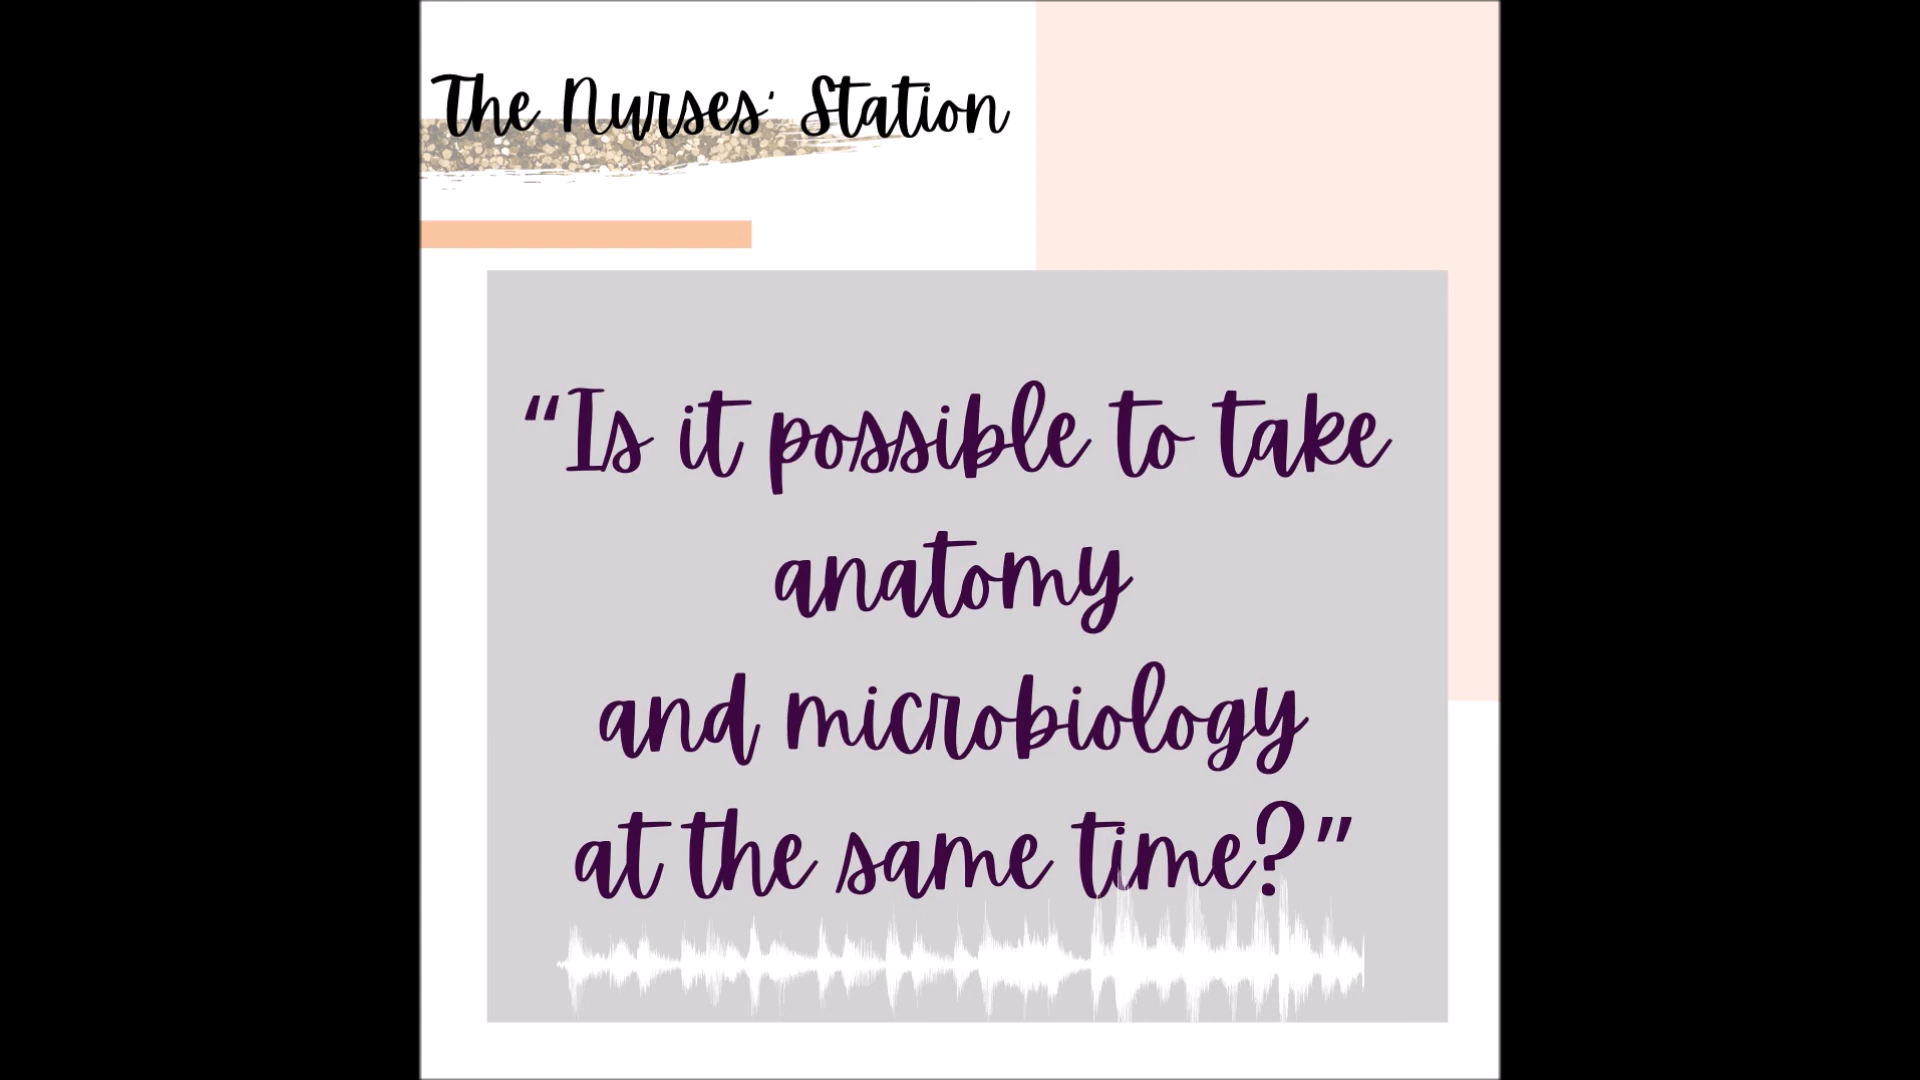 The Nurses' Station
“Is it possible to take
anatomy
and microbiology
at the same time?”